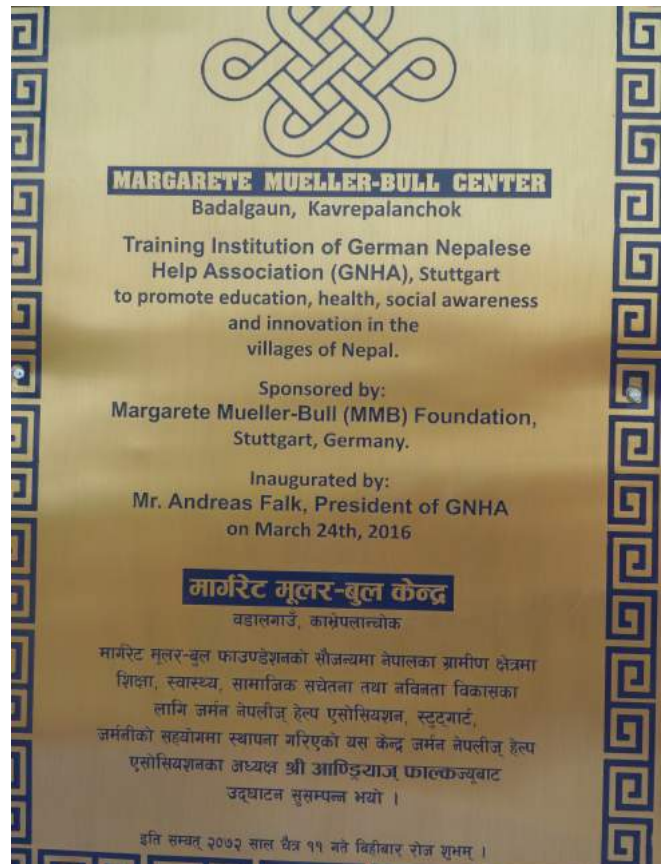 MARGARETE MUELLER-BULL CENTER
Badalgaun, Kavrepalanchok
Training Institution of German Nepalese
Help Association (GNHA), Stuttgart
to promote education, health, social awareness
and innovation in the
villages of Nepal.
Sponsored by:
Margarete Mueller-Bull (MMB) Foundation,
Stuttgart, Germany.
Inaugurated by:
Mr. Andreas Falk, President of GNHA
on March 24th, 2016
मार्गरेट मूलर-बुल केन्द्र
वडालगाउँ, काभ्रेपलान्चोक
मार्गरेट मूलर-बुल फाउण्डेशनको सौजन्यमा नेपालका ग्रामीण क्षेत्रमा
शिक्षा, स्वास्थ्य, सामाजिक सचेतना तथा नविनता विकासका
लागि जर्मन नेपलीज् हेल्प एसोसियशन, स्टुट्गार्ट,
जर्मनीको सहयोगमा स्थापना गरिएको यस केन्द्र जर्मन नेपलीज् हेल्प
एसोसियशनका अध्यक्ष श्री आण्ड्रियाज् फाल्कज्यूबाट
उद्घाटन सुसम्पन्न भयो ।
इति सम्वत् २०७२ साल चैत्र ११ गते बिहीबार रोज शुभम् ।